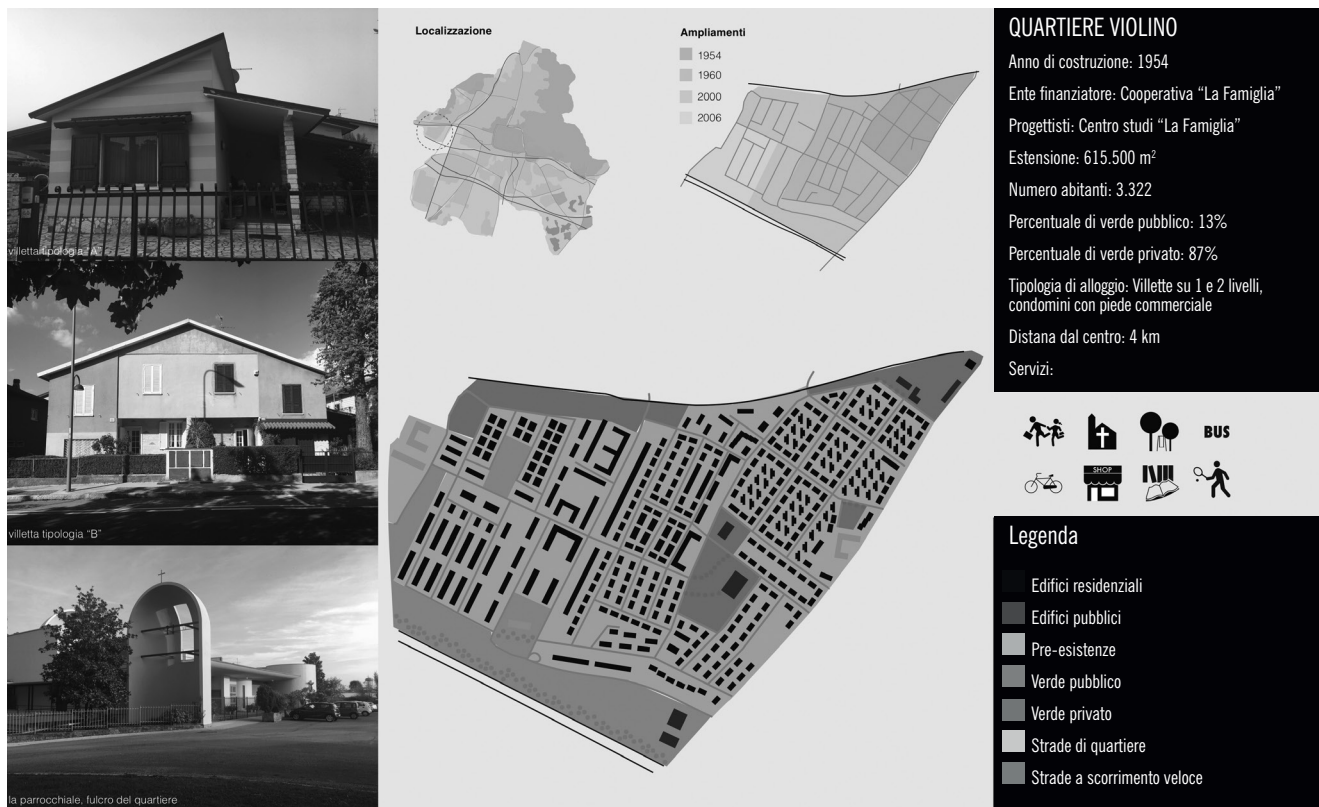 villetta tipologia "A"
villetta tipologia "B"
la parrocchiale, fulcro del quartiere
Localizzazione
Ampliamenti
1954
1960
2000
2006
QUARTIERE VIOLINO
Anno di costruzione: 1954
Ente finanziatore: Cooperativa “La Famiglia”
Progettisti: Centro studi “La Famiglia”
Estensione: 615.500 m²
Numero abitanti: 3.322
Percentuale di verde pubblico: 13%
Percentuale di verde privato: 87%
Tipologia di alloggio: Villette su 1 e 2 livelli,
condomini con piede commerciale
Distana dal centro: 4 km
Servizi:
BUS
SHOP
Legenda
Edifici residenziali
Edifici pubblici
Pre-esistenze
Verde pubblico
Verde privato
Strade di quartiere
Strade a scorrimento veloce